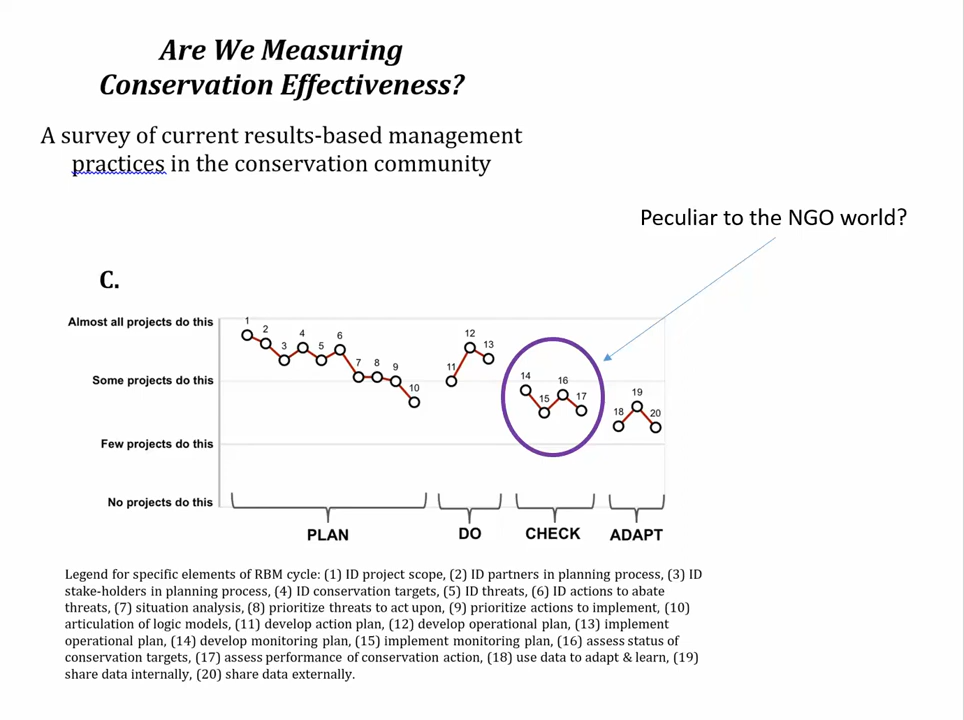 Are We Measuring
Conservation Effectiveness?
A survey of current results-based management
practices in the conservation community
Peculiar to the NGO world?
C.
Almost all projects do this
Some projects do this
Few projects do this
No projects do this
1
2
3
4
5
6
7
8
9
10
11
12
13
14
15
16
17
18
19
20
PLAN
DO
CHECK
ADAPT
Legend for specific elements of RBM cycle: (1) ID project scope, (2) ID partners in planning process, (3) ID
stake-holders in planning process, (4) ID conservation targets, (5) ID threats, (6) ID actions to abate
threats, (7) situation analysis, (8) prioritize threats to act upon, (9) prioritize actions to implement, (10)
articulation of logic models, (11) develop action plan, (12) develop operational plan, (13) implement
operational plan, (14) develop monitoring plan, (15) implement monitoring plan, (16) assess status of
conservation targets, (17) assess performance of conservation action, (18) use data to adapt & learn, (19)
share data internally, (20) share data externally.